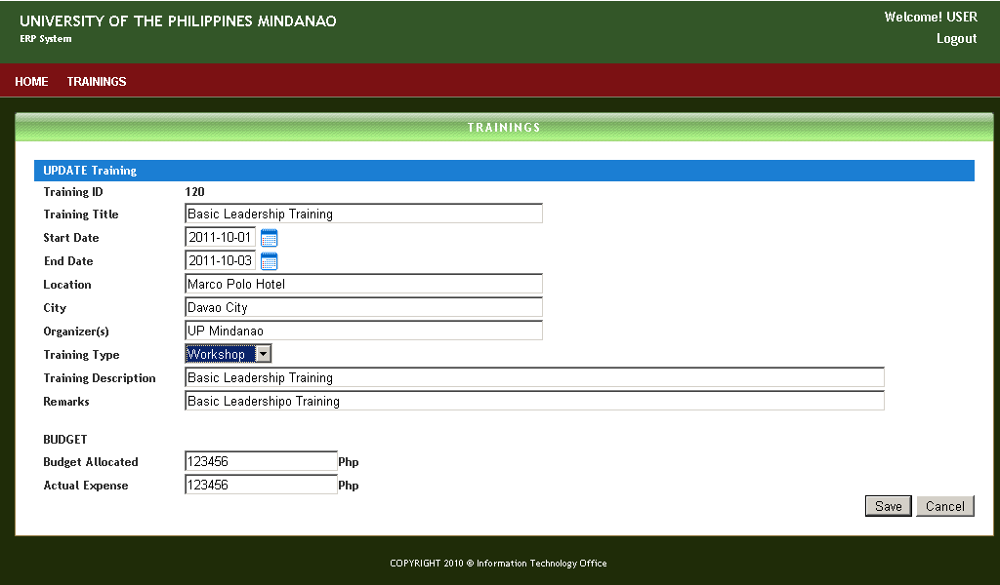 UNIVERSITY OF THE PHILIPPINES MINDANAO
Welcome! USER
ERP System
Logout
HOME TRAININGS
TRAININGS
UPDATE Training
Training ID 120
Training Title Basic Leadership Training
Start Date 2011-10-01
End Date 2011-10-03
Location Marco Polo Hotel
City Davao City
Organizer(s) UP Mindanao
Training Type Workshop
Training Description Basic Leadership Training
Remarks Basic Leadershipo Training
BUDGET
Budget Allocated 123456 Php
Actual Expense 123456 Php
Save Cancel
COPYRIGHT 2010 © Information Technology Office